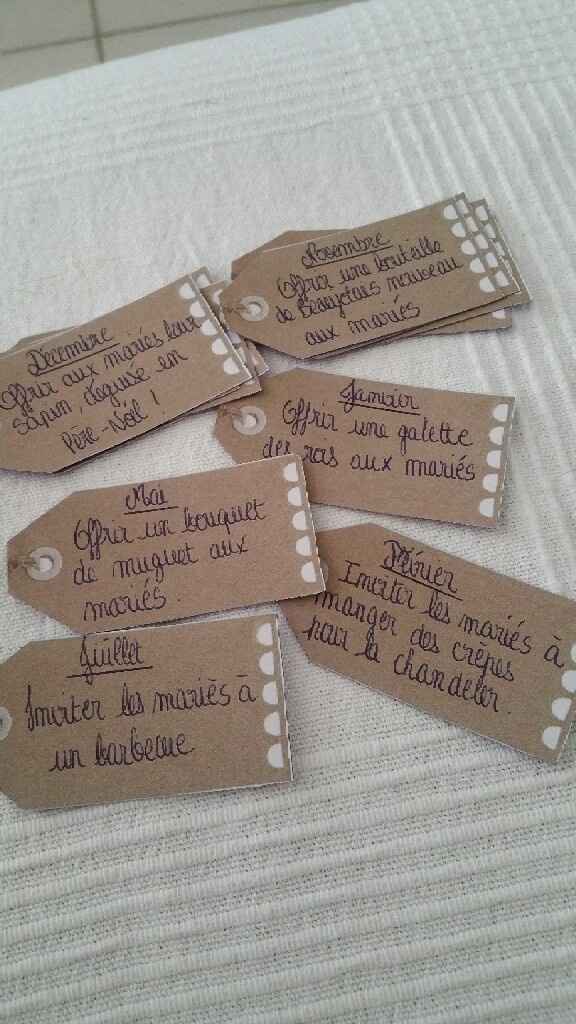 Novembre
Offrir une bouteille
de Beaujolais nouveau
aux mariés
Décembre
Offrir aux mariés leur
sapin, déguisé en
Père-Noël !
Janvier
Offrir une galette
des rois aux mariés
Mai
Offrir un bouquet
de muguet aux
mariés.
Février
Inviter les mariés à
manger des crêpes
pour la chandeler.
Juillet
Inviter les mariés à
un barbecue